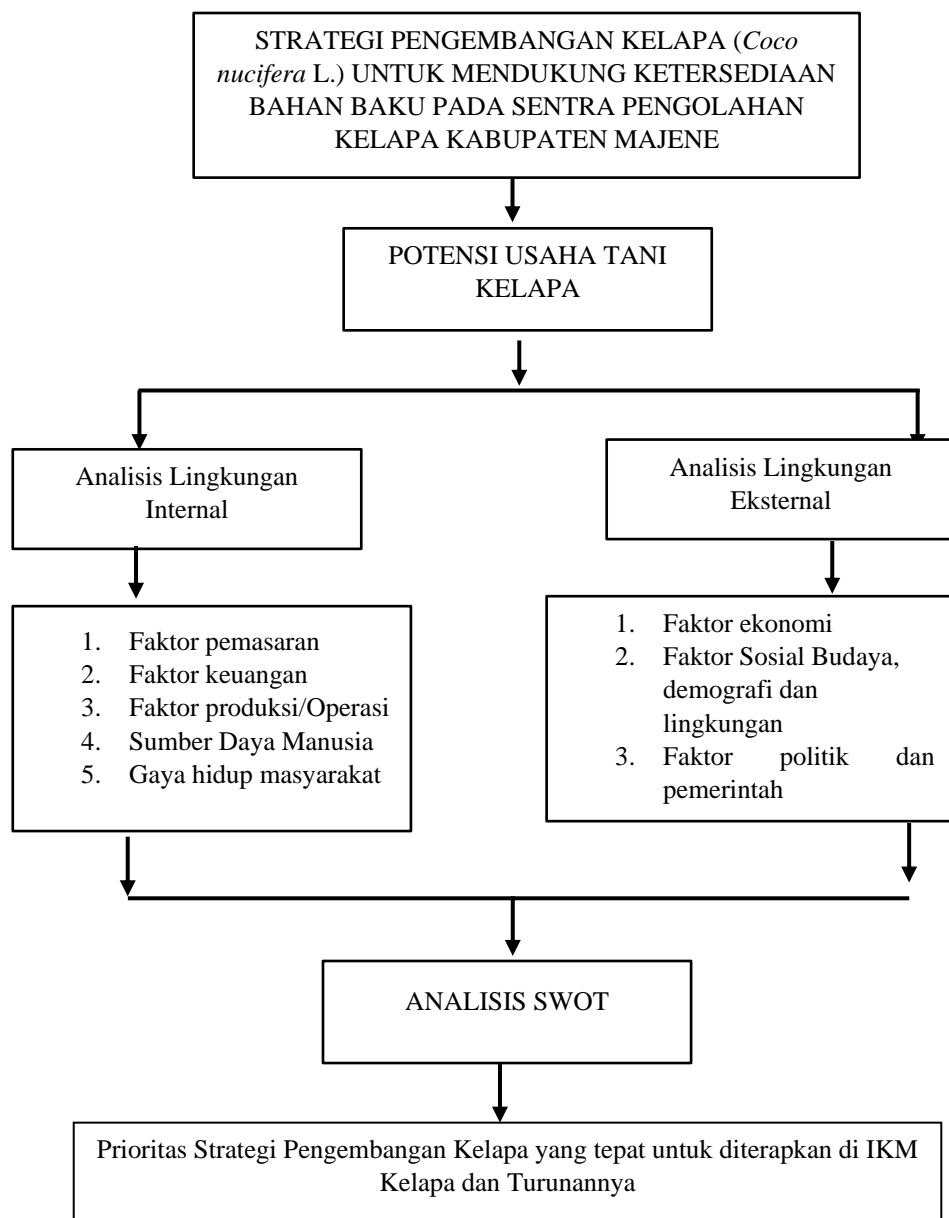 STRATEGI PENGEMBANGAN KELAPA (Coco
nucifera L.) UNTUK MENDUKUNG KETERSEDIAAN
BAHAN BAKU PADA SENTRA PENGOLAHAN
KELAPA KABUPATEN MAJENE
POTENSI USAHA TANI
KELAPA
Analisis Lingkungan
Internal
Analisis Lingkungan
Eksternal
1. Faktor pemasaran
2. Faktor keuangan
3. Faktor produksi/Operasi
4. Sumber Daya Manusia
5. Gaya hidup masyarakat
1. Faktor ekonomi
2. Faktor Sosial Budaya,
demografi dan
lingkungan
3. Faktor politik dan
pemerintah
ANALISIS SWOT
Prioritas Strategi Pengembangan Kelapa yang tepat untuk diterapkan di IKM
Kelapa dan Turunannya